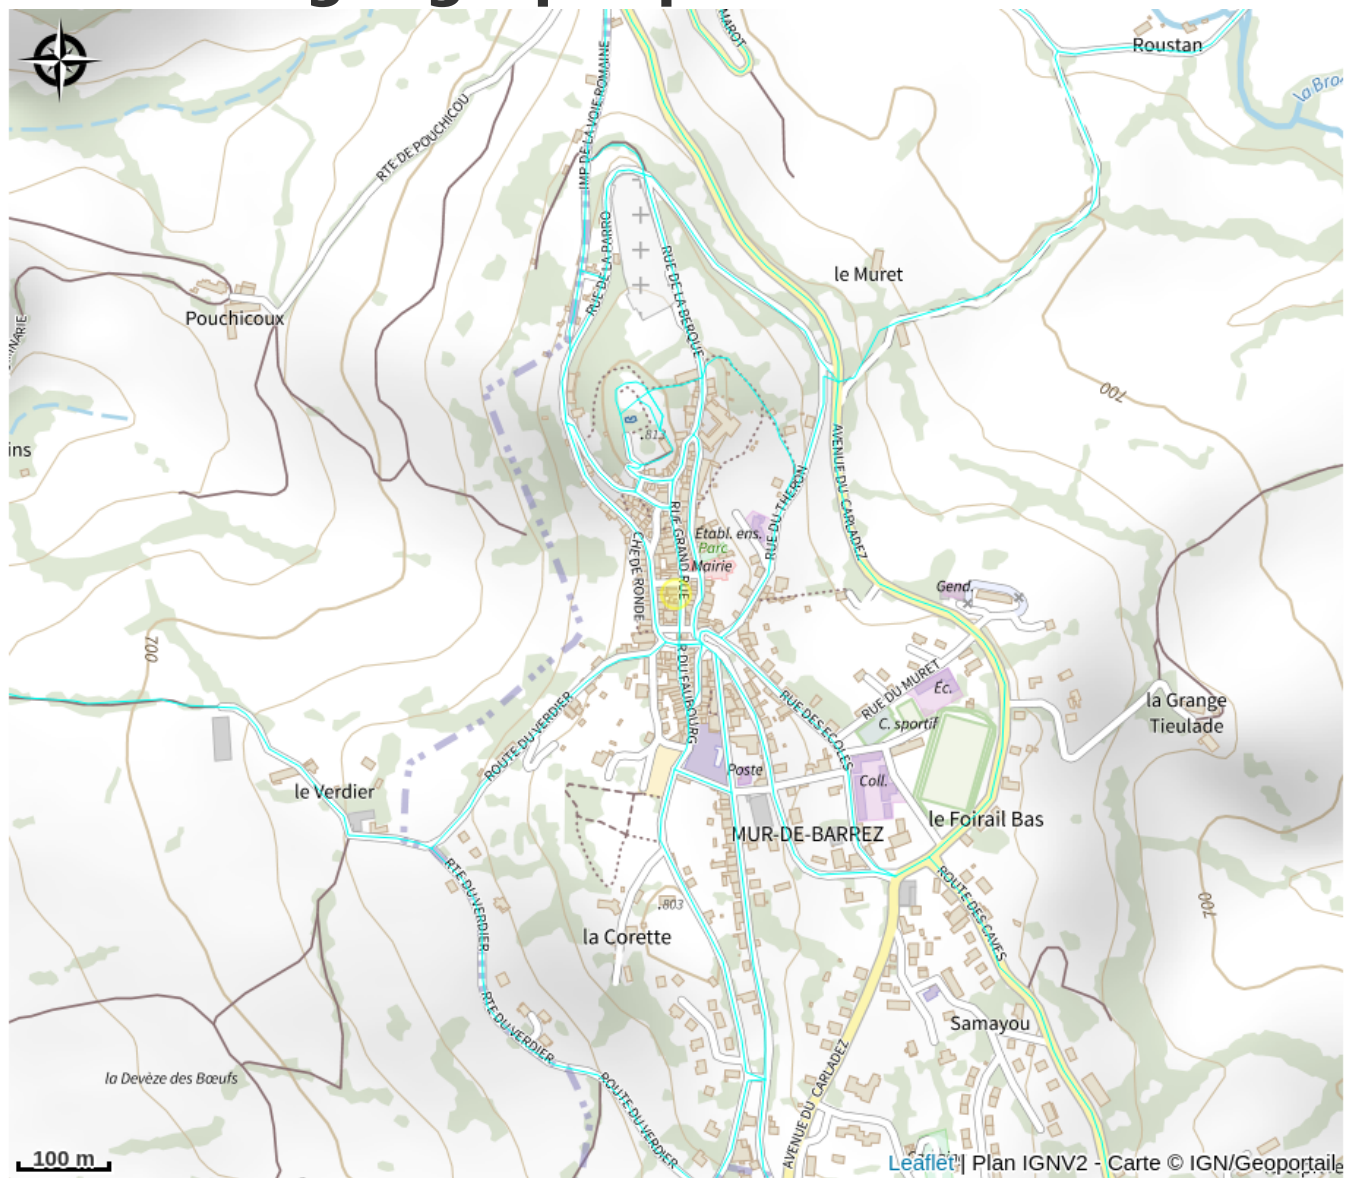 MAROT
Roustan
la Bro
IMP DE LA VOIE ROMAINE
RTE DE POUCHICOU
RUE DE LA PARRO
RUE DE LA BERQUE
le Muret
Pouchicoux
INARIE
700
ins
813
AVENUE DU CARLADEZ
RUE DU THERON
RUE GRAND RUE
Établ. ens.
Parc
Mairie
CHE DE RONDE
Gend.
700
R DU FAUBOURG
RUE DU MURET
Éc.
la Grange
Tieulade
ROUTE DU VERDIER
RUE DES ECOLES
C. sportif
Poste
Coll.
le Verdier
MUR-DE-BARREZ
le Foirail Bas
RTE DU VERDIER
ROUTE DES CAVES
.803
700
la Corette
RTE DU VERDIER
Samayou
la Devèze des Bœufs
ROUTE DU VERDIER
AVENUE DU CARLADEZ
100 m
Leaflet | Plan IGNV2 - Carte © IGN/Geoportail